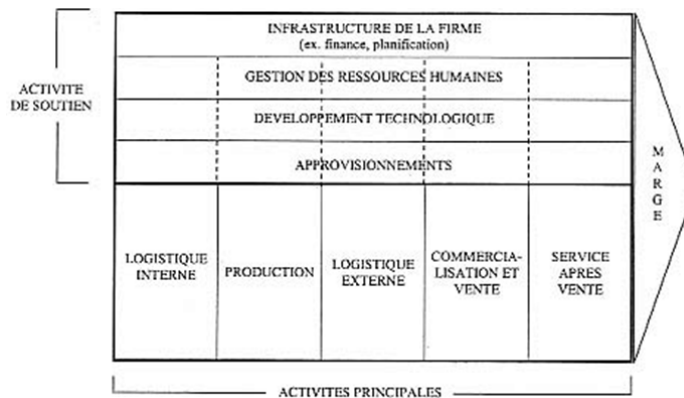 INFRASTRUCTURE DE LA FIRME
(ex. finance, planification)
ACTIVITE
DE SOUTIEN
GESTION DES RESSOURCES HUMAINES
DEVELOPPEMENT TECHNOLOGIQUE
APPROVISIONNEMENTS
MARGE
LOGISTIQUE
INTERNE
PRODUCTION
LOGISTIQUE
EXTERNE
COMMERCIA-
LISATION ET
VENTE
SERVICE
APRES
VENTE
ACTIVITES PRINCIPALES